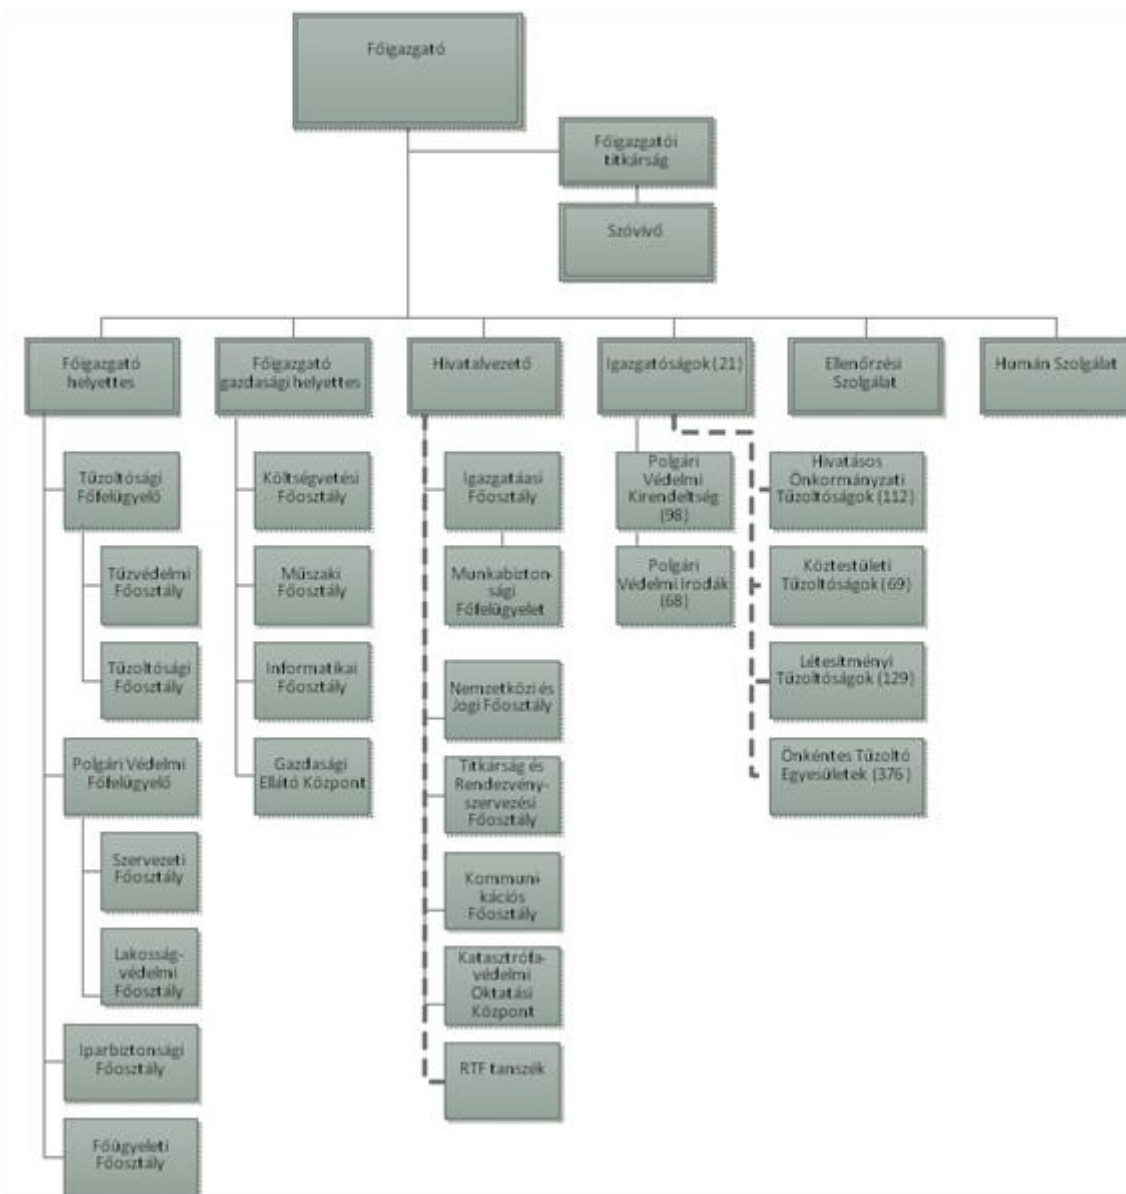 Főigazgató
Főigazgatói
titkárság
Szóvivő
Főigazgató
helyettes
Főigazgató
gazdasági helyettes
Hivatalvezető
Igazgatóságok (21)
Ellenőrzési
Szolgálat
Humán Szolgálat
Tűzoltósági
Főfelügyelő
Tűzvédelmi
Főosztály
Tűzoltósági
Főosztály
Polgári Védelmi
Főfelügyelő
Szervezeti
Főosztály
Lakosság-
védelmi
Főosztály
Iparbiztonsági
Főosztály
Főügyeleti
Főosztály
Költségvetési
Főosztály
Műszaki
Főosztály
Informatikai
Főosztály
Gazdasági
Ellátó Központ
Igazgatáasi
Főosztály
Munkabizton-
sági
Főfelügyelet
Nemzetközi és
Jogi Főosztály
Titkárság és
Rendezvény-
szervezési
Főosztály
Kommuni-
kációs
Főosztály
Katasztrófa-
védelmi
Oktatási
Központ
RTF tanszék
Polgári
Védelmi
Kirendeltség
(98)
Polgári
Védelmi Irodák
(68)
Hivatásos
Önkormányzati
Tűzoltóságok (112)
Köztestületi
Tűzoltóságok (69)
Létesítményi
Tűzoltóságok (129)
Önkéntes Tűzoltó
Egyesületek (376)